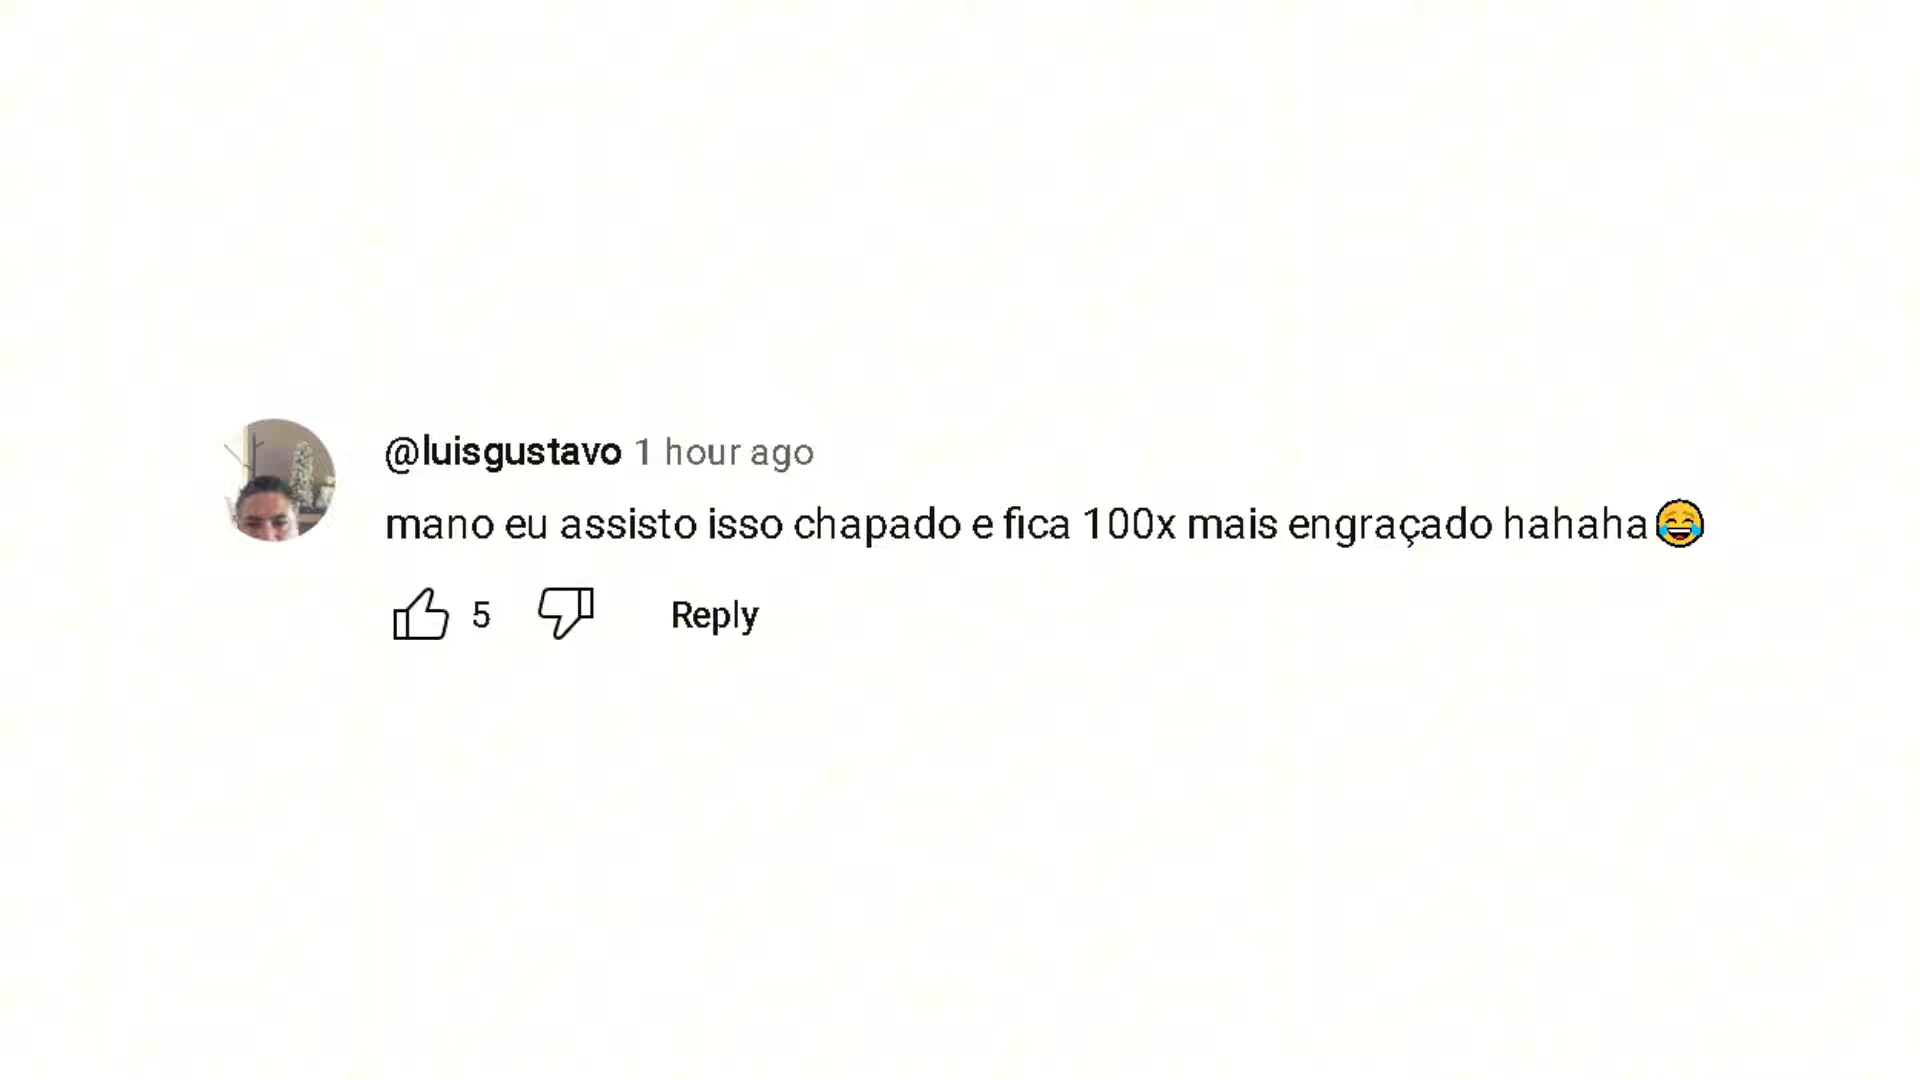 @luisgustavo 1 hour ago
mano eu assisto isso chapado e fica 100x mais engraçado hahaha😂
5 Reply